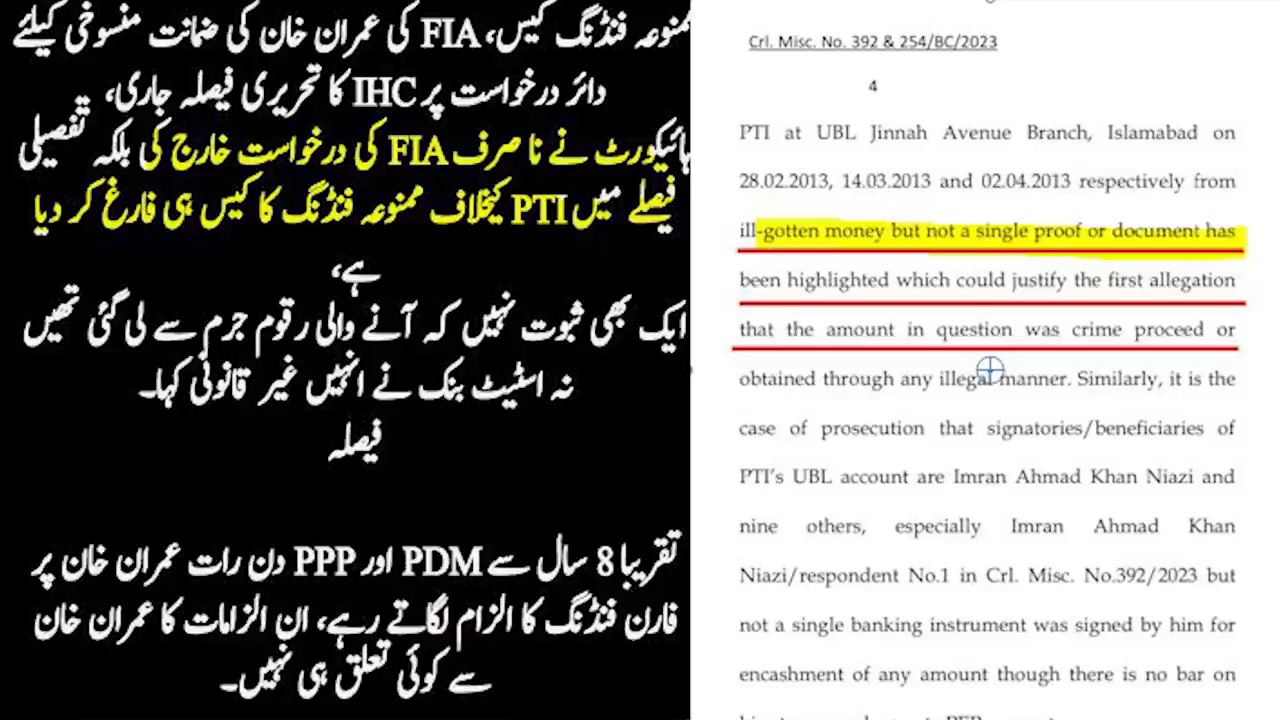 ممنوعہ فنڈنگ کیس، FIA کی عمران خان کی ضمانت منسوخی کیلئے
دائر درخواست پر IHC کا تحریری فیصلہ جاری،
ہائیکورٹ نے نا صرف FIA کی درخواست خارج کی بلکہ تفصیلی
فیصلے میں PTI کیخلاف ممنوعہ فنڈنگ کا کیس ہی فارغ کر دیا
ہے،
ایک بھی ثبوت نہیں کہ آنے والی رقوم جرم سے لی گئی تھیں
نہ اسٹیٹ بنک نے انہیں غیر قانونی کہا۔
فیصلہ
تقریبا 8 سال سے PDM اور PPP دن رات عمران خان پر
فارن فنڈنگ کا الزام لگاتے رہے، ان الزامات کا عمران خان
سے کوئی تعلق ہی نہیں۔
Crl. Misc. No. 392 & 254/BC/2023
4
PTI at UBL Jinnah Avenue Branch, Islamabad on
28.02.2013, 14.03.2013 and 02.04.2013 respectively from
ill-gotten money but not a single proof or document has
been highlighted which could justify the first allegation
that the amount in question was crime proceed or
obtained through any illegal manner. Similarly, it is the
case of prosecution that signatories/beneficiaries of
PTI's UBL account are Imran Ahmad Khan Niazi and
nine others, especially Imran Ahmad Khan
Niazi/respondent No.1 in Crl. Misc. No.392/2023 but
not a single banking instrument was signed by him for
encashment of any amount though there is no bar on